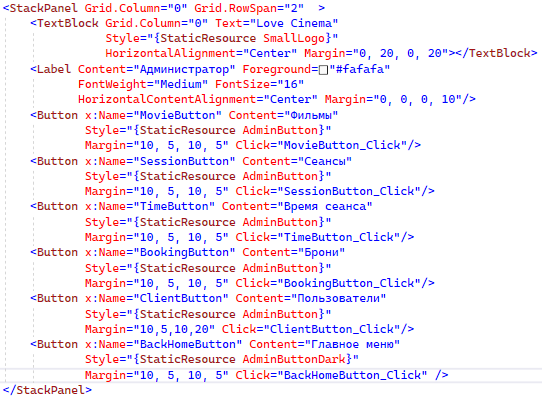 <StackPanel Grid.Column="0" Grid.RowSpan="2"  >
    <TextBlock Grid.Column="0" Text="Love Cinema"
               Style="{StaticResource SmallLogo}"
               HorizontalAlignment="Center" Margin="0, 20, 0, 20"></TextBlock>
    <Label Content="Администратор" Foreground="#fafafa"
           FontWeight="Medium" FontSize="16"
           HorizontalContentAlignment="Center" Margin="0, 0, 0, 10"/>
    <Button x:Name="MovieButton" Content="Фильмы"
            Style="{StaticResource AdminButton}"
            Margin="10, 5, 10, 5" Click="MovieButton_Click"/>
    <Button x:Name="SessionButton" Content="Сеансы"
            Style="{StaticResource AdminButton}"
            Margin="10, 5, 10, 5" Click="SessionButton_Click"/>
    <Button x:Name="TimeButton" Content="Время сеанса"
            Style="{StaticResource AdminButton}"
            Margin="10, 5, 10, 5" Click="TimeButton_Click"/>
    <Button x:Name="BookingButton" Content="Брони"
            Style="{StaticResource AdminButton}"
            Margin="10, 5, 10, 5" Click="BookingButton_Click"/>
    <Button x:Name="ClientButton" Content="Пользователи"
            Style="{StaticResource AdminButton}"
            Margin="10,5,10,20" Click="ClientButton_Click"/>
    <Button x:Name="BackHomeButton" Content="Главное меню"
            Style="{StaticResource AdminButtonDark}"
            Margin="10, 5, 10, 5" Click="BackHomeButton_Click" />
</StackPanel>